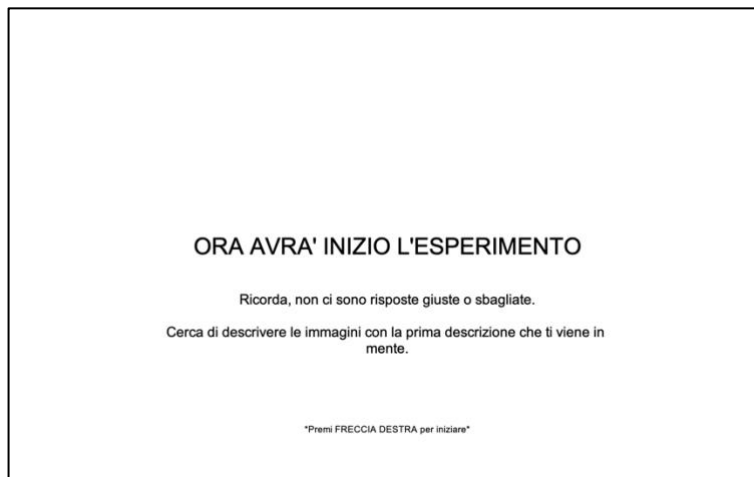 ORA AVRA' INIZIO L'ESPERIMENTO
Ricorda, non ci sono risposte giuste o sbagliate.
Cerca di descrivere le immagini con la prima descrizione che ti viene in
mente.
*Premi FRECCIA DESTRA per iniziare*